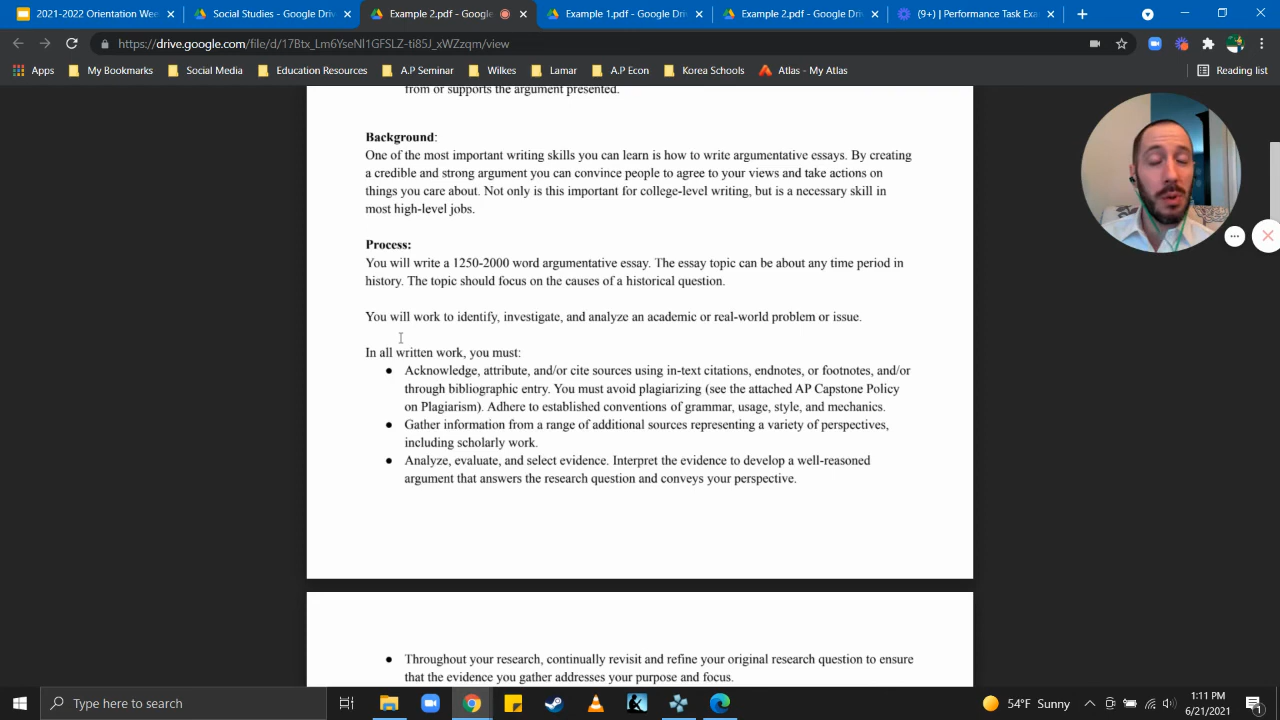 2021-2022 Orientation Wee
Social Studies - Google Driv
Example 2.pdf - Google
Example 1.pdf - Google Dr
Example 2.pdf - Google Dr
(9+) | Performance Task Exam
https://drive.google.com/file/d/17Btx_Lm6YseNl1GFSLZ-ti85J_xWZzqm/view
Apps
My Bookmarks
Social Media
Education Resources
A.P Seminar
Wilkes
Lamar
A.P Econ
Korea Schools
Atlas - My Atlas
Reading list
from or supports the argument presented.
Background:
One of the most important writing skills you can learn is how to write argumentative essays. By creating
a credible and strong argument you can convince people to agree to your views and take actions on
things you care about. Not only is this important for college-level writing, but is a necessary skill in
most high-level jobs.
Process:
You will write a 1250-2000 word argumentative essay. The essay topic can be about any time period in
history. The topic should focus on the causes of a historical question.
You will work to identify, investigate, and analyze an academic or real-world problem or issue.
In all written work, you must:
● Acknowledge, attribute, and/or cite sources using in-text citations, endnotes, or footnotes, and/or
through bibliographic entry. You must avoid plagiarizing (see the attached AP Capstone Policy
on Plagiarism). Adhere to established conventions of grammar, usage, style, and mechanics.
● Gather information from a range of additional sources representing a variety of perspectives,
including scholarly work.
● Analyze, evaluate, and select evidence. Interpret the evidence to develop a well-reasoned
argument that answers the research question and conveys your perspective.
● Throughout your research, continually revisit and refine your original research question to ensure
that the evidence you gather addresses your purpose and focus.
Type here to search
54°F Sunny
1:11 PM
6/21/2021